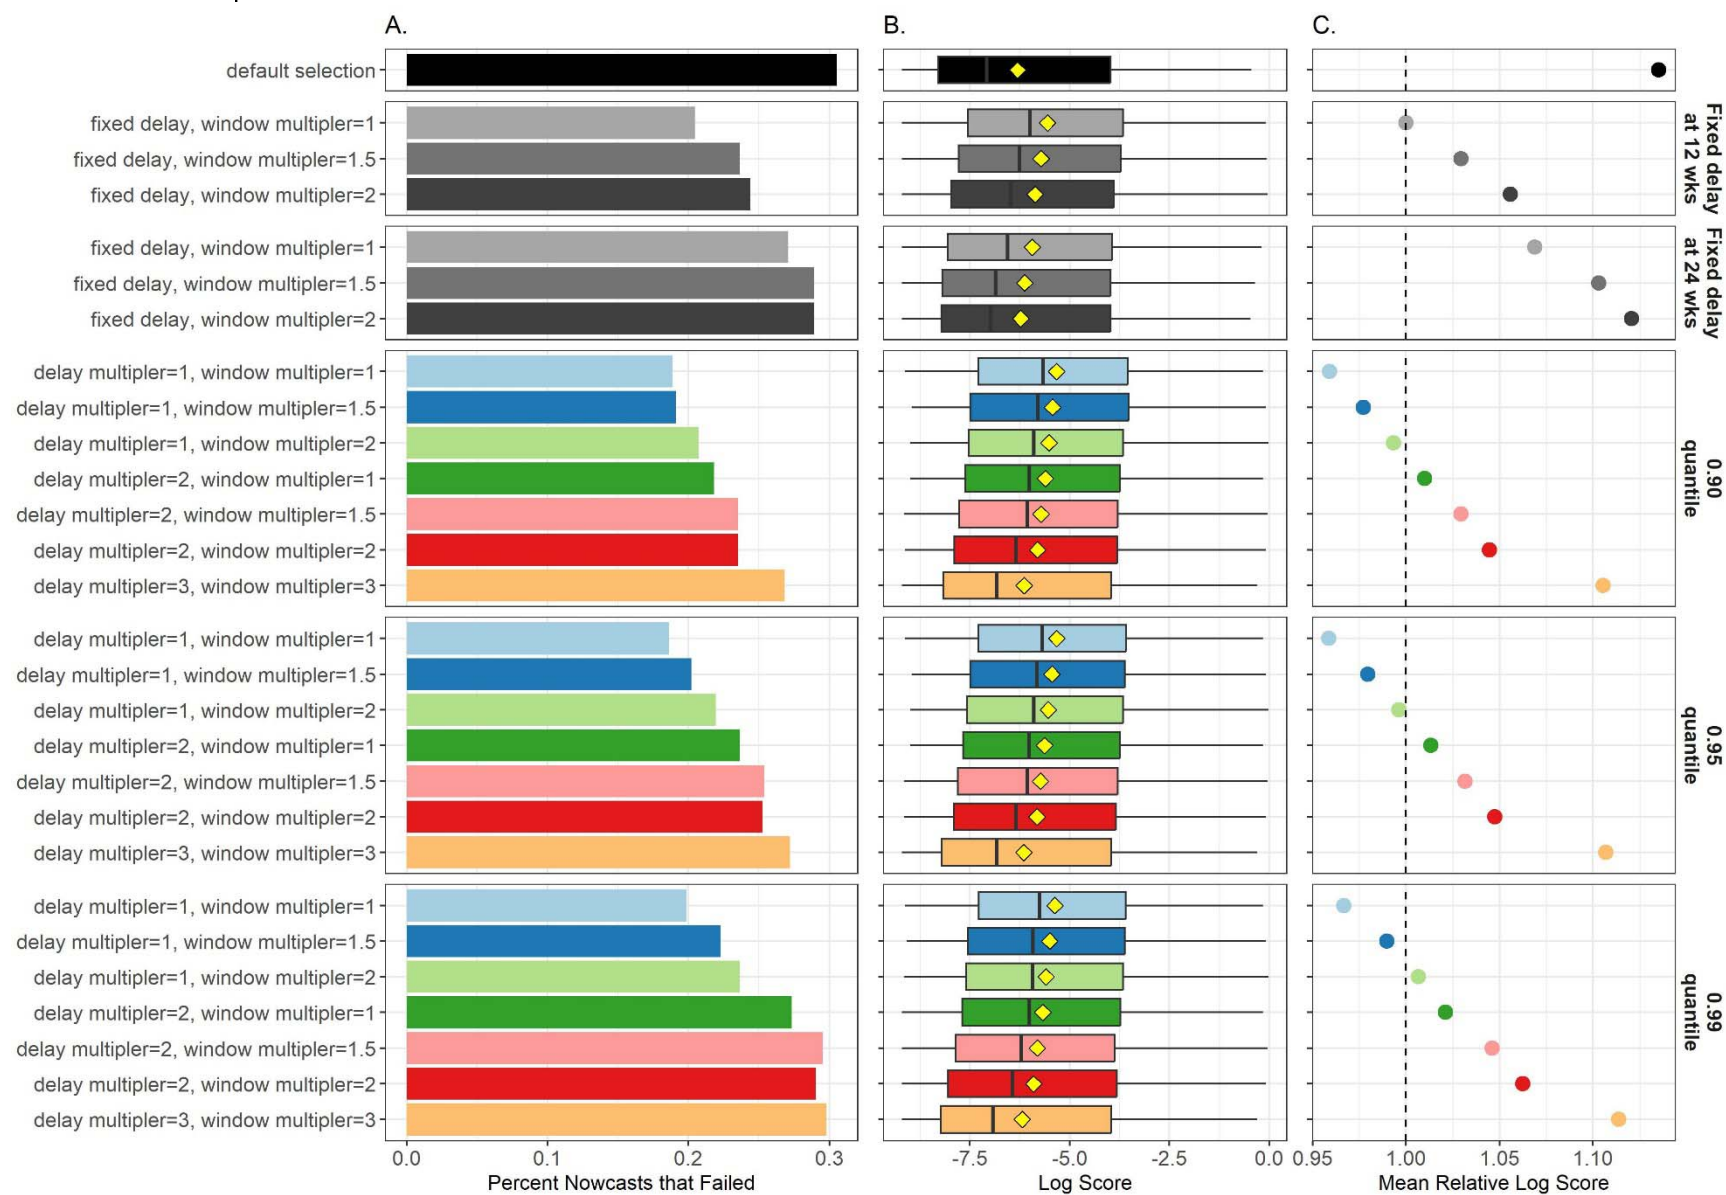 A.
B.
C.
default selection
fixed delay, window multipler=1
fixed delay, window multipler=1.5
fixed delay, window multipler=2
Fixed delay
at 12 wks
fixed delay, window multipler=1
fixed delay, window multipler=1.5
fixed delay, window multipler=2
Fixed delay
at 24 wks
delay multipler=1, window multipler=1
delay multipler=1, window multipler=1.5
delay multipler=1, window multipler=2
delay multipler=2, window multipler=1
delay multipler=2, window multipler=1.5
delay multipler=2, window multipler=2
delay multipler=3, window multipler=3
0.90
quantile
delay multipler=1, window multipler=1
delay multipler=1, window multipler=1.5
delay multipler=1, window multipler=2
delay multipler=2, window multipler=1
delay multipler=2, window multipler=1.5
delay multipler=2, window multipler=2
delay multipler=3, window multipler=3
0.95
quantile
delay multipler=1, window multipler=1
delay multipler=1, window multipler=1.5
delay multipler=1, window multipler=2
delay multipler=2, window multipler=1
delay multipler=2, window multipler=1.5
delay multipler=2, window multipler=2
delay multipler=3, window multipler=3
0.99
quantile
0.0 0.1 0.2 0.3
-7.5 -5.0 -2.5 0.0
0.95 1.00 1.05 1.10
Percent Nowcasts that Failed
Log Score
Mean Relative Log Score